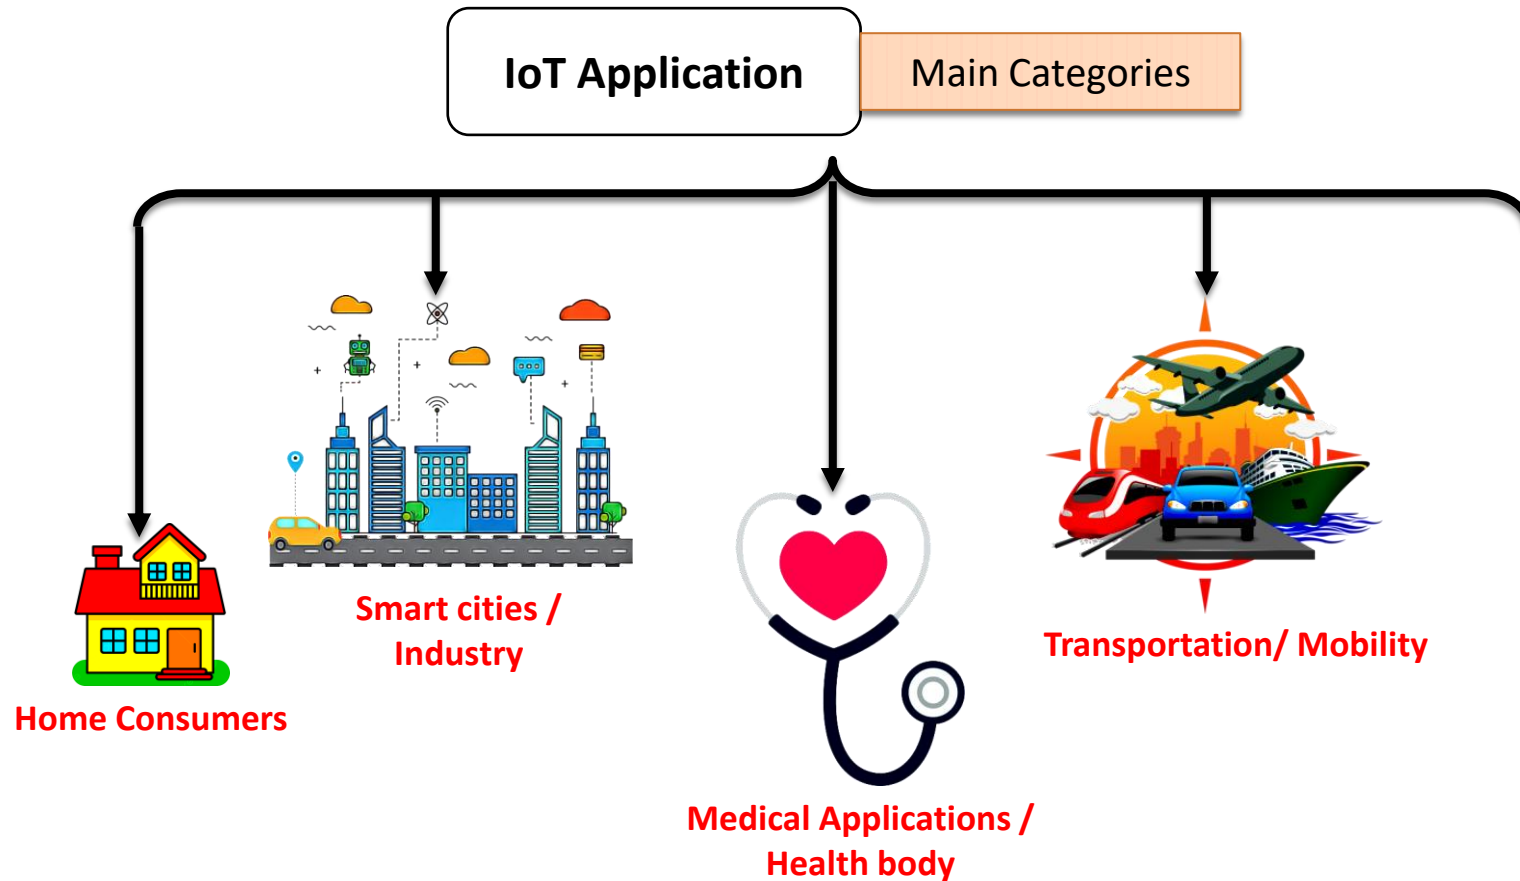 IoT Application
Main Categories
Smart cities /
Industry
Transportation/ Mobility
Home Consumers
Medical Applications /
Health body